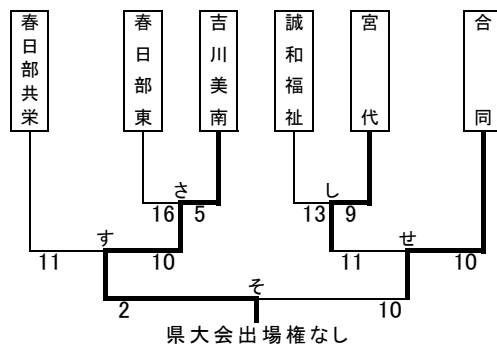 春日部共栄
春日部東
吉川美南
誠和福祉
宮代
合同
さ
し
16 5
13 9
す
せ
11 10
11 10
そ
2 10
県大会出場権なし